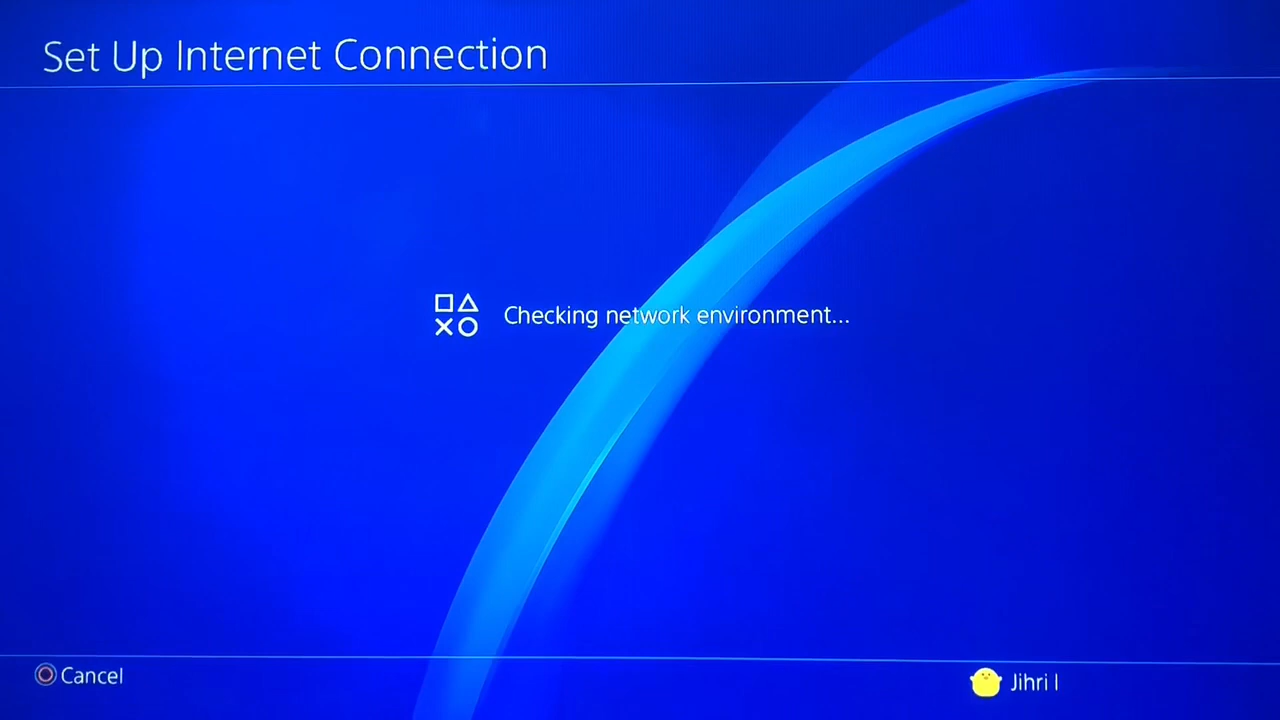 Set Up Internet Connection
Checking network environment...
Cancel
Jihri I